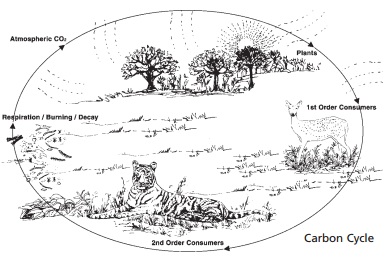 Atmospheric CO₂
Plants
1st Order Consumers
Respiration / Burning / Decay
2nd Order Consumers
Carbon Cycle